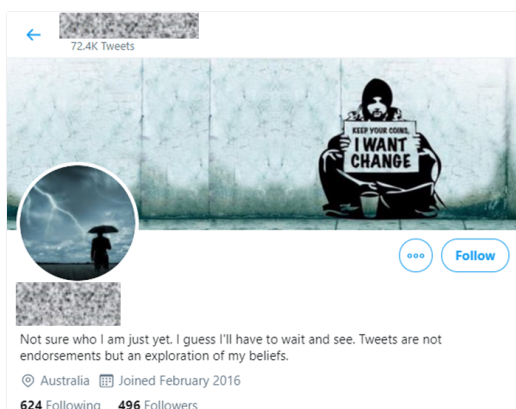 72.4K Tweets
KEEP YOUR COINS,
I WANT
CHANGE
Follow
Not sure who I am just yet. I guess I'll have to wait and see. Tweets are not
endorsements but an exploration of my beliefs.
Australia Joined February 2016
624 Following 496 Followers